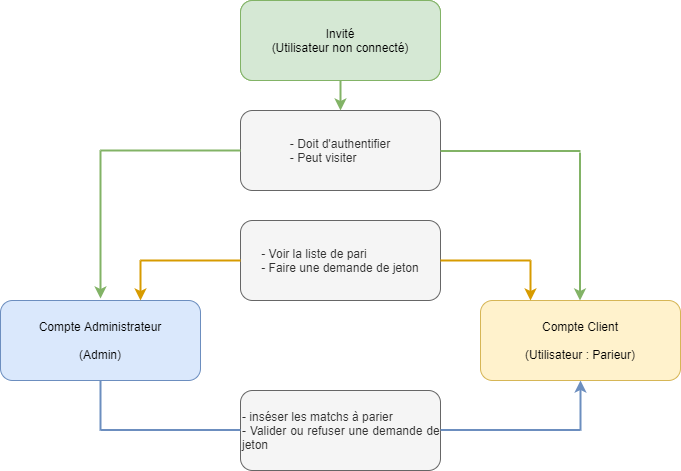 Invité
(Utilisateur non connecté)
- Doit d'authentifier
- Peut visiter
- Voir la liste de pari
- Faire une demande de jeton
Compte Administrateur
(Admin)
Compte Client
(Utilisateur : Parieur)
- inséser les matchs à parier
- Valider ou refuser une demande de
jeton